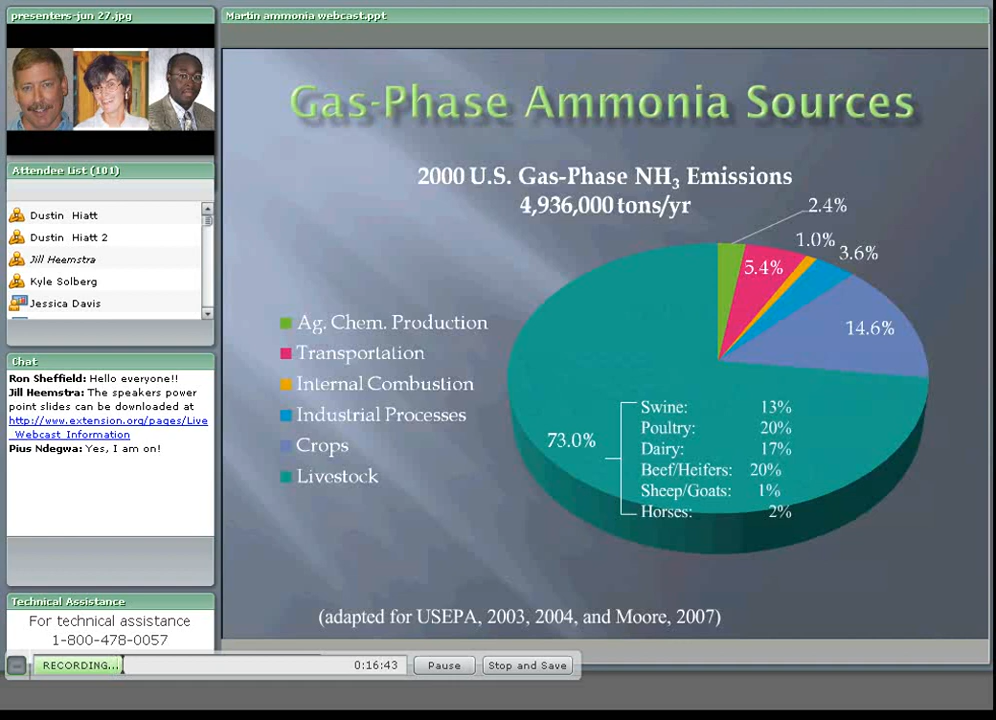 presenters-jun 27.jpg
Attendee List (101)
Dustin Hiatt
Dustin Hiatt 2
Jill Heemstra
Kyle Solberg
Jessica Davis
Chat
Ron Sheffield: Hello everyone!!
Jill Heemstra: The speakers power
point slides can be downloaded at
http://www.extension.org/pages/Live
_Webcast_Information
Pius Ndegwa: Yes, I am on!
Technical Assistance
For technical assistance
1-800-478-0057
Martin ammonia webcast.ppt
Gas-Phase Ammonia Sources
2000 U.S. Gas-Phase NH3 Emissions
4,936,000 tons/yr
2.4%
1.0%
3.6%
5.4%
14.6%
73.0%
Ag. Chem. Production
Transportation
Internal Combustion
Industrial Processes
Crops
Livestock
Swine: 13%
Poultry: 20%
Dairy: 17%
Beef/Heifers: 20%
Sheep/Goats: 1%
Horses: 2%
(adapted for USEPA, 2003, 2004, and Moore, 2007)
RECORDING... 0:16:43 Pause Stop and Save